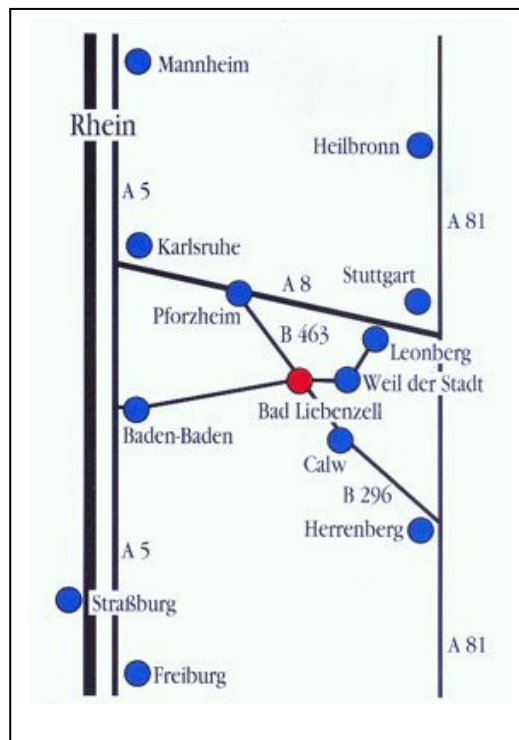 Mannheim
Rhein
Heilbronn
A 5
A 81
Karlsruhe
Stuttgart
A 8
Pforzheim
B 463
Leonberg
Weil der Stadt
Bad Liebenzell
Baden-Baden
Calw
B 296
Herrenberg
A 5
Straßburg
A 81
Freiburg